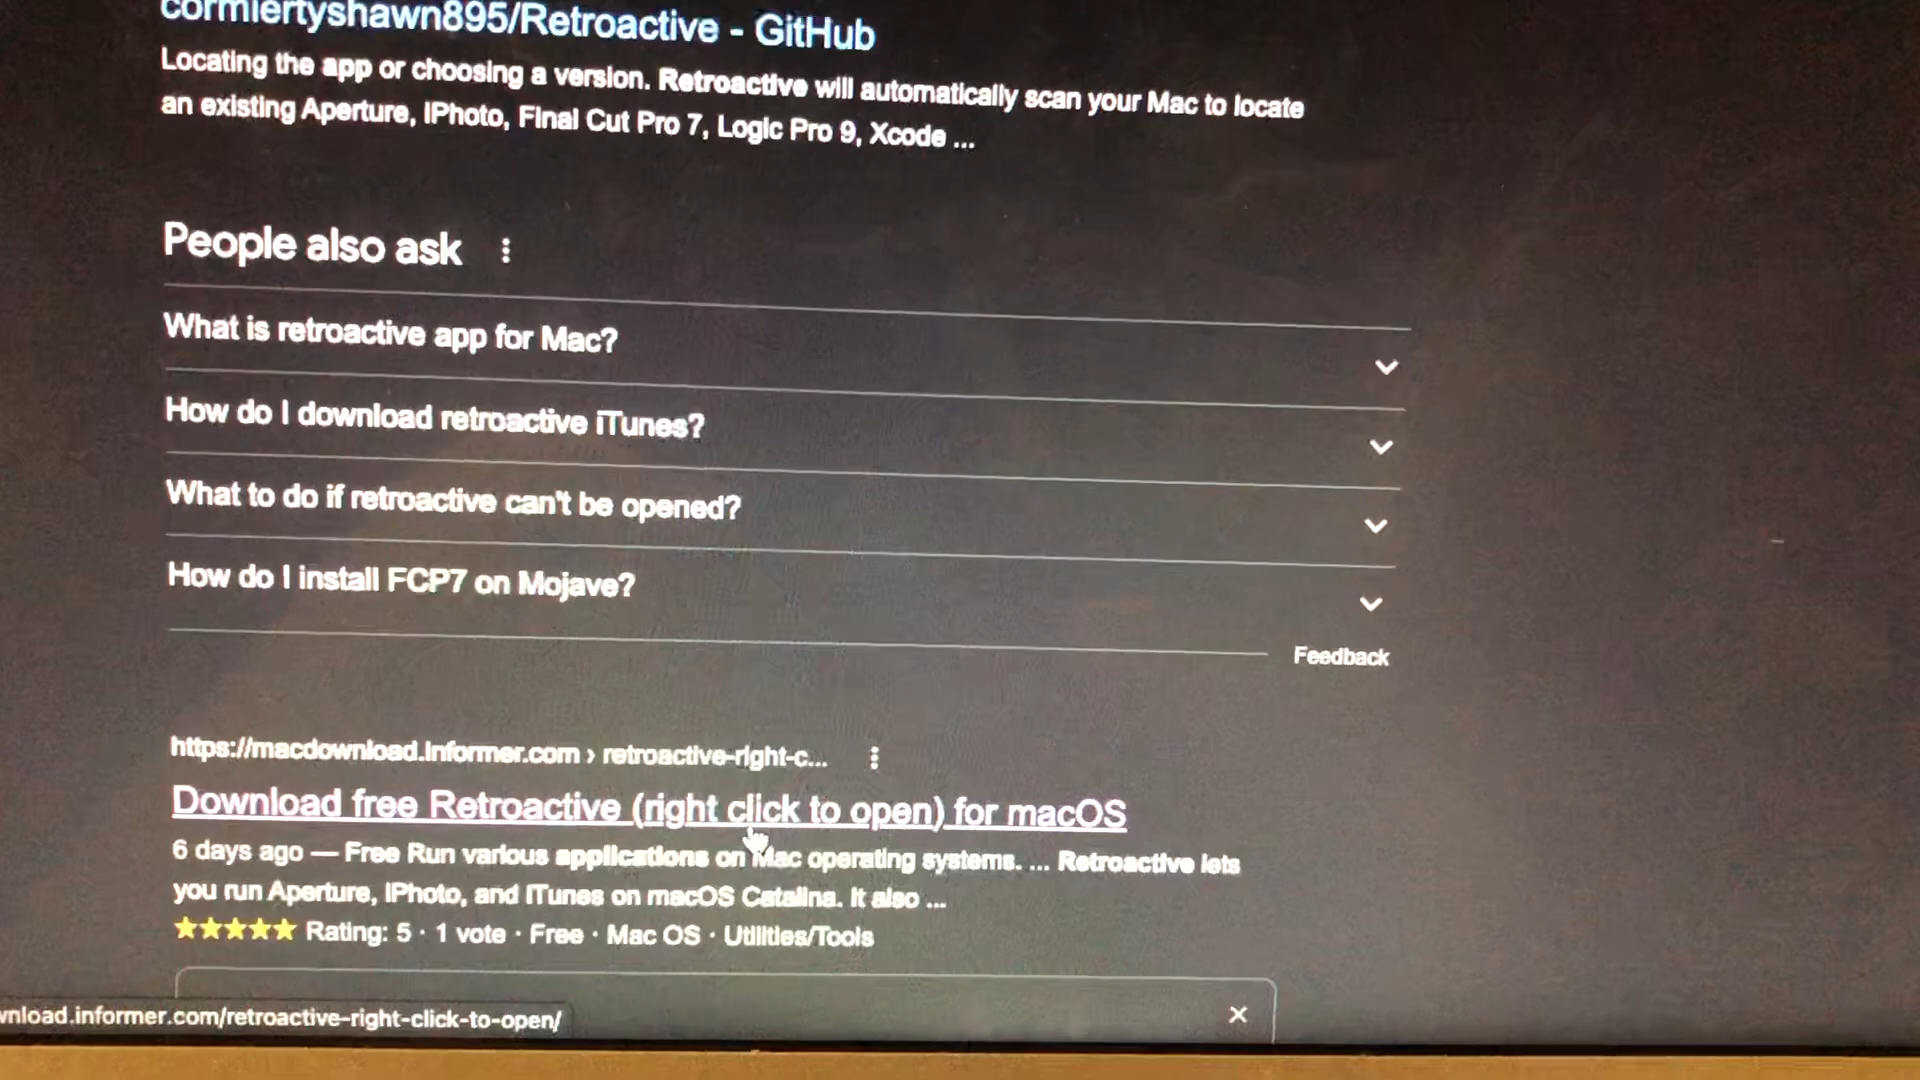 cormiertyshawn895/Retroactive - GitHub
Locating the app or choosing a version. Retroactive will automatically scan your Mac to locate
an existing Aperture, iPhoto, Final Cut Pro 7, Logic Pro 9, Xcode ...
People also ask
What is retroactive app for Mac?
How do I download retroactive iTunes?
What to do if retroactive can't be opened?
How do I install FCP7 on Mojave?
Feedback
https://macdownload.informer.com › retroactive-right-c...
Download free Retroactive (right click to open) for macOS
6 days ago — Free Run various applications on Mac operating systems. ... Retroactive lets
you run Aperture, iPhoto, and iTunes on macOS Catalina. It also ...
Rating: 5 · 1 vote · Free · Mac OS · Utilities/Tools
wnload.informer.com/retroactive-right-click-to-open/